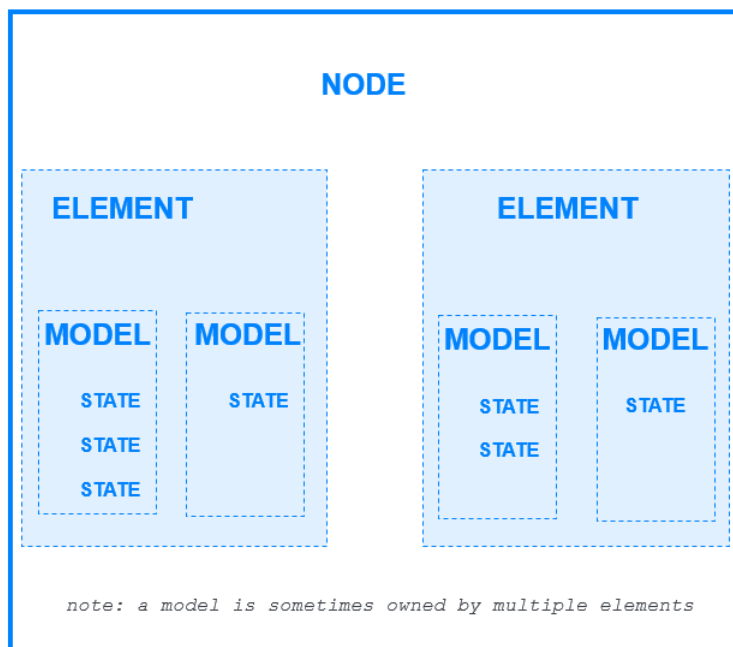 NODE
ELEMENT
MODEL
STATE
STATE
STATE
MODEL
STATE
ELEMENT
MODEL
STATE
STATE
MODEL
STATE
note: a model is sometimes owned by multiple elements